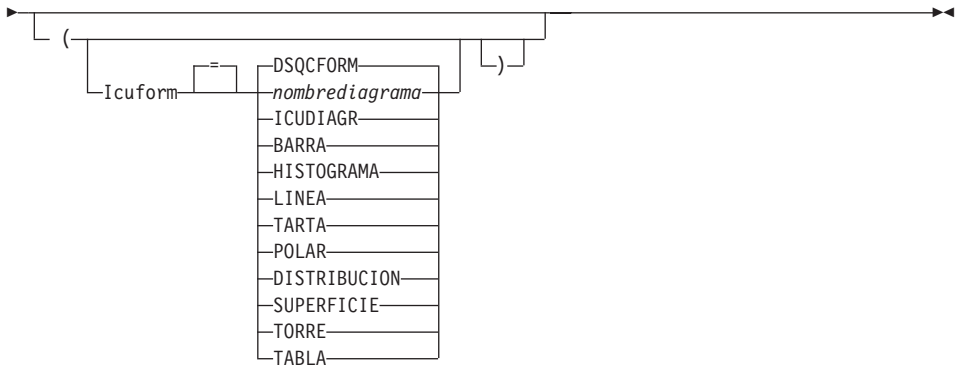 (
)
= DSQCFORM
Icuform nombrediagrama
ICUDIAGR
BARRA
HISTOGRAMA
LINEA
TARTA
POLAR
DISTRIBUCION
SUPERFICIE
TORRE
TABLA